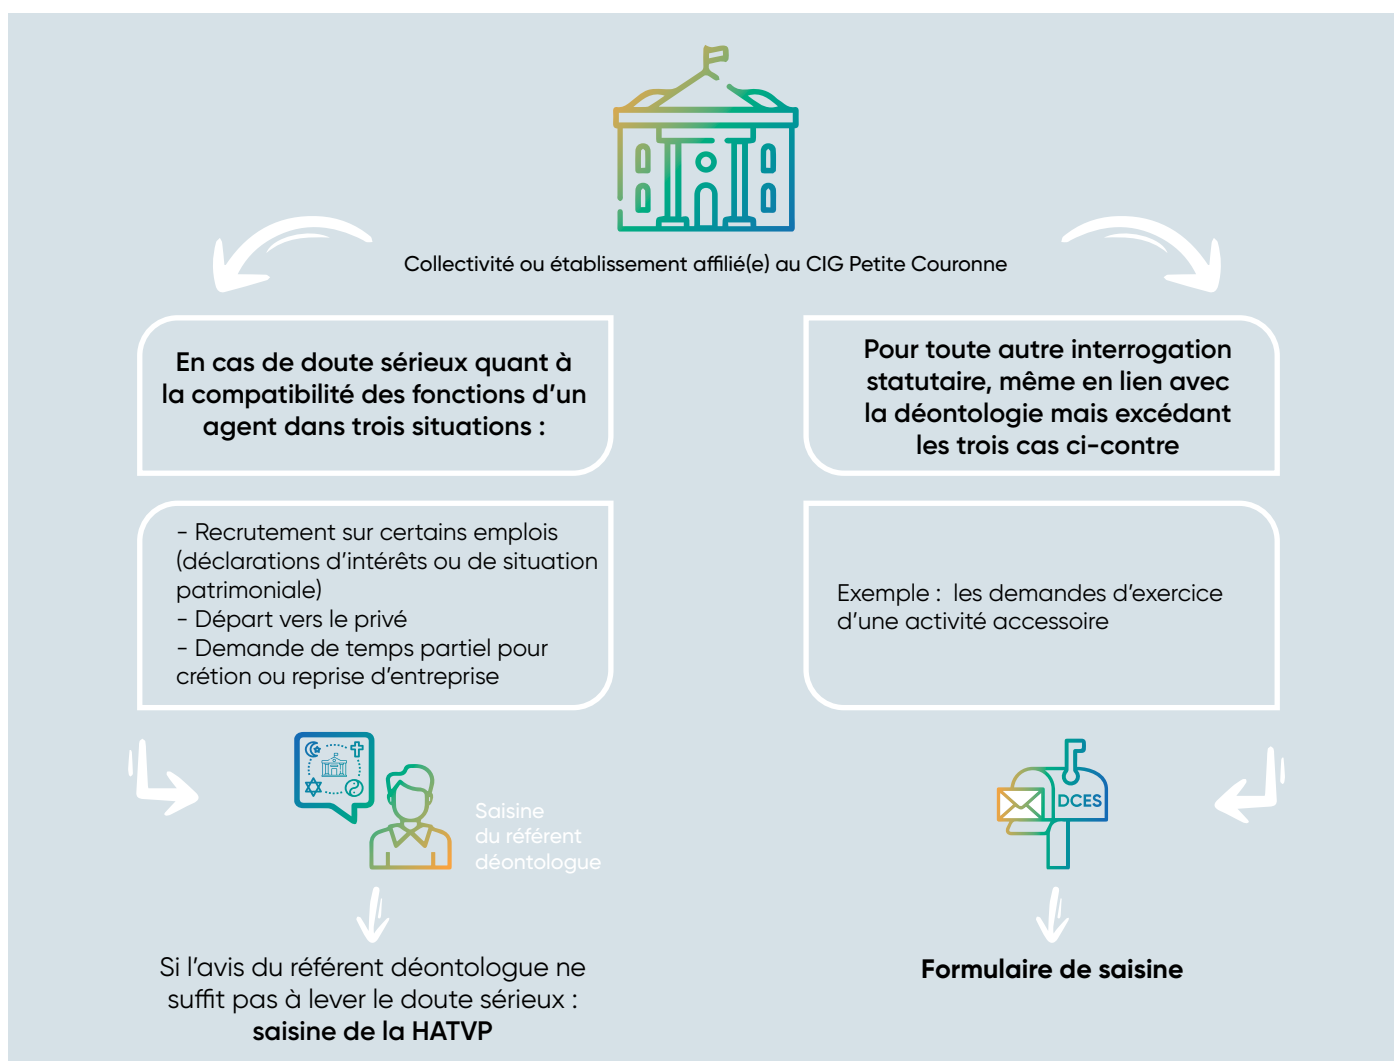 Collectivité ou établissement affilié(e) au CIG Petite Couronne
En cas de doute sérieux quant à
la compatibilité des fonctions d’un
agent dans trois situations :
- Recrutement sur certains emplois
(déclarations d’intérêts ou de situation
patrimoniale)
- Départ vers le privé
- Demande de temps partiel pour
crétion ou reprise d’entreprise
Saisine
du référent
déontologue
Si l’avis du référent déontologue ne
suffit pas à lever le doute sérieux :
saisine de la HATVP
Pour toute autre interrogation
statutaire, même en lien avec
la déontologie mais excédant
les trois cas ci-contre
Exemple :  les demandes d’exercice
d’une activité accessoire
DCES
Formulaire de saisine